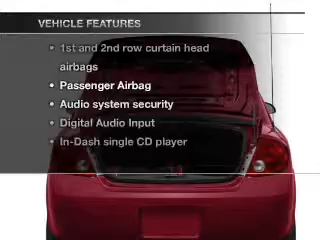 VEHICLE FEATURES
• 1st and 2nd row curtain head
airbags
• Passenger Airbag
• Audio system security
• Digital Audio Input
• In-Dash single CD player